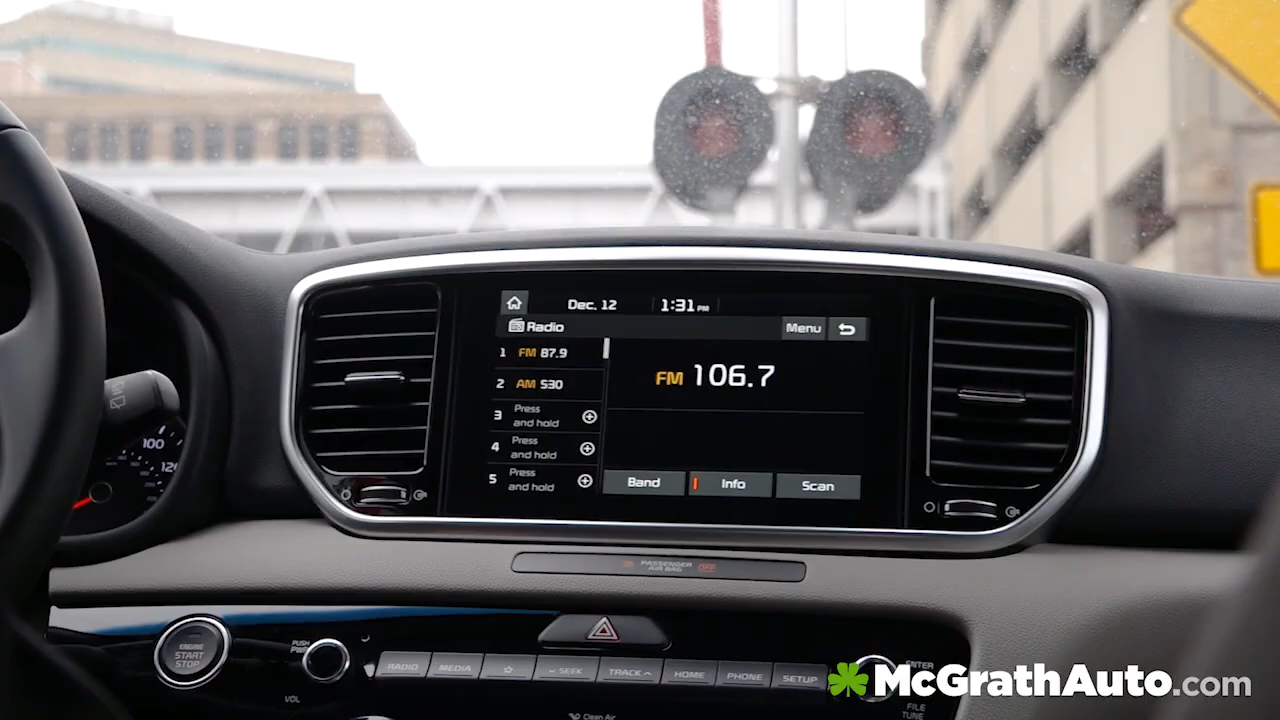 Dec. 12 1:31 PM
Radio Menu
1 FM 87.9
2 AM 530
3 Press and hold
4 Press and hold
5 Press and hold
FM 106.7
Band Info Scan
100
120
PASSENGER
AIR BAG OFF
ENGINE
START
STOP
PUSH
PWR
VOL
RADIO MEDIA SEEK TRACK HOME PHONE SETUP
ENTER
FILE
TUNE
Clean Air
McGrathAuto.com